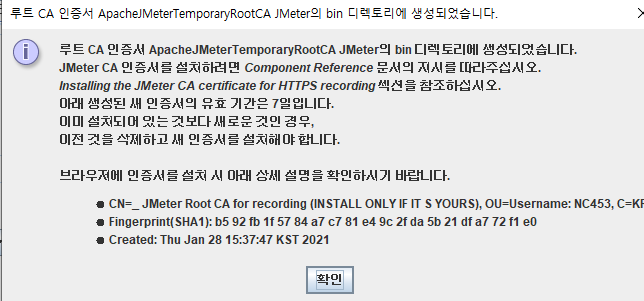 루트 CA 인증서 ApacheJMeterTemporaryRootCA JMeter의 bin 디렉토리에 생성되었습니다.
루트 CA 인증서 ApacheJMeterTemporaryRootCA JMeter의 bin 디렉토리에 생성되었습니다.
JMeter CA 인증서를 설치하려면 Component Reference 문서의 지시를 따라주십시오.
Installing the JMeter CA certificate for HTTPS recording 섹션을 참조하십시오.
아래 생성된 새 인증서의 유효 기간은 7일입니다.
이미 설치되어 있는 것보다 새로운 것인 경우,
이전 것을 삭제하고 새 인증서를 설치해야 합니다.
브라우저에 인증서를 설치 시 아래 상세 설명을 확인하시기 바랍니다.
● CN=_ JMeter Root CA for recording (INSTALL ONLY IF IT S YOURS), OU=Username: NC453, C=
● Fingerprint(SHA1): b5 92 fb 1f 57 84 a7 c7 81 e4 9c 2f da 5b 21 df a7 72 f1 e0
● Created: Thu Jan 28 15:37:47 KST 2021
확인